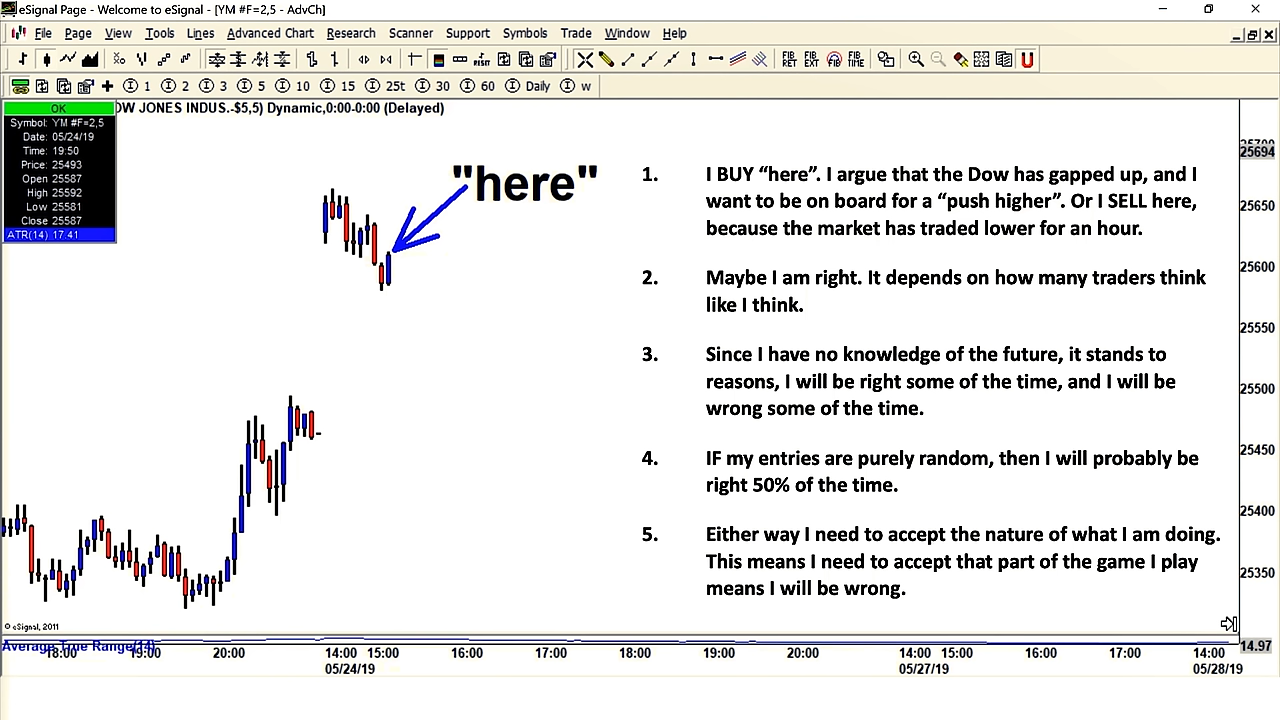 eSignal Page - Welcome to eSignal - [YM #F=2,5 - AdvCh]
File Page View Tools Lines Advanced Chart Research Scanner Support Symbols Trade Window Help
1 2 3 5 10 15 25t 30 60 Daily w
OW JONES INDUS.-$5,5) Dynamic,0:00-0:00 (Delayed)
OK
Symbol: YM #F=2,5
Date: 05/24/19
Time: 19:50
Price: 25493
Open 25587
High 25592
Low 25581
Close 25587
ATR(14) 17.41
"here"
1. I BUY “here”. I argue that the Dow has gapped up, and I
want to be on board for a “push higher”. Or I SELL here,
because the market has traded lower for an hour.
2. Maybe I am right. It depends on how many traders think
like I think.
3. Since I have no knowledge of the future, it stands to
reasons, I will be right some of the time, and I will be
wrong some of the time.
4. IF my entries are purely random, then I will probably be
right 50% of the time.
5. Either way I need to accept the nature of what I am doing.
This means I need to accept that part of the game I play
means I will be wrong.
25694
25650
25600
25550
25500
25450
25400
25350
© eSignal, 2011
Average True Range(14)
14.97
18:00 19:00 20:00 14:00 15:00 16:00 17:00 18:00 19:00 20:00 14:00 15:00 16:00 17:00 14:00
05/24/19 05/27/19 05/28/19